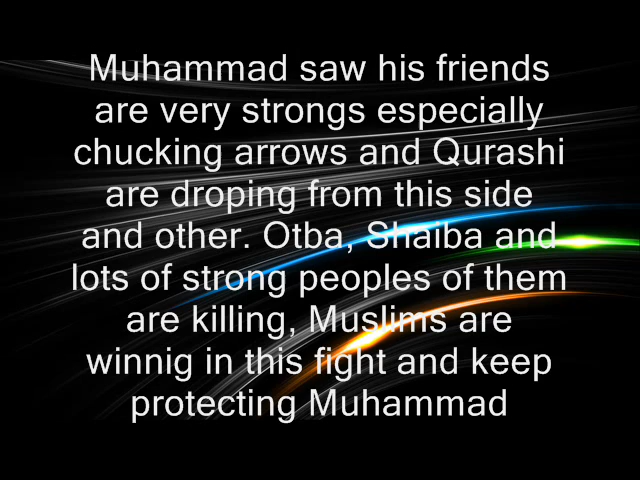 Muhammad saw his friends
are very strongs especially
chucking arrows and Qurashi
are droping from this side
and other. Otba, Shaiba and
lots of strong peoples of them
are killing, Muslims are
winnig in this fight and keep
protecting Muhammad